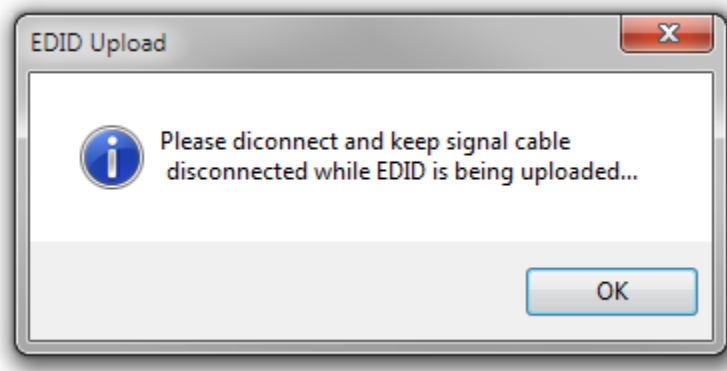 EDID Upload
Please diconnect and keep signal cable
disconnected while EDID is being uploaded...
OK